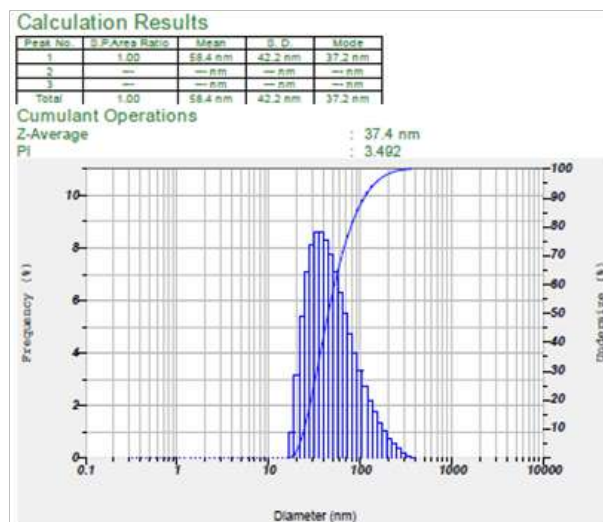 Calculation Results
Peak No. S.P.Area Ratio Mean S. D. Mode
1 1.00 58.4 nm 42.2 nm 37.2 nm
2 --- --- nm --- nm --- nm
3 --- --- nm --- nm --- nm
Total 1.00 58.4 nm 42.2 nm 37.2 nm
Cumulant Operations
Z-Average : 37.4 nm
PI : 3.492
100
10 90
80
8 70
60
6 50
4 40
30
2 20
10
0
0.1 1 10 100 1000 10000
Frequency (%)
Undersize (%)
Diameter (nm)